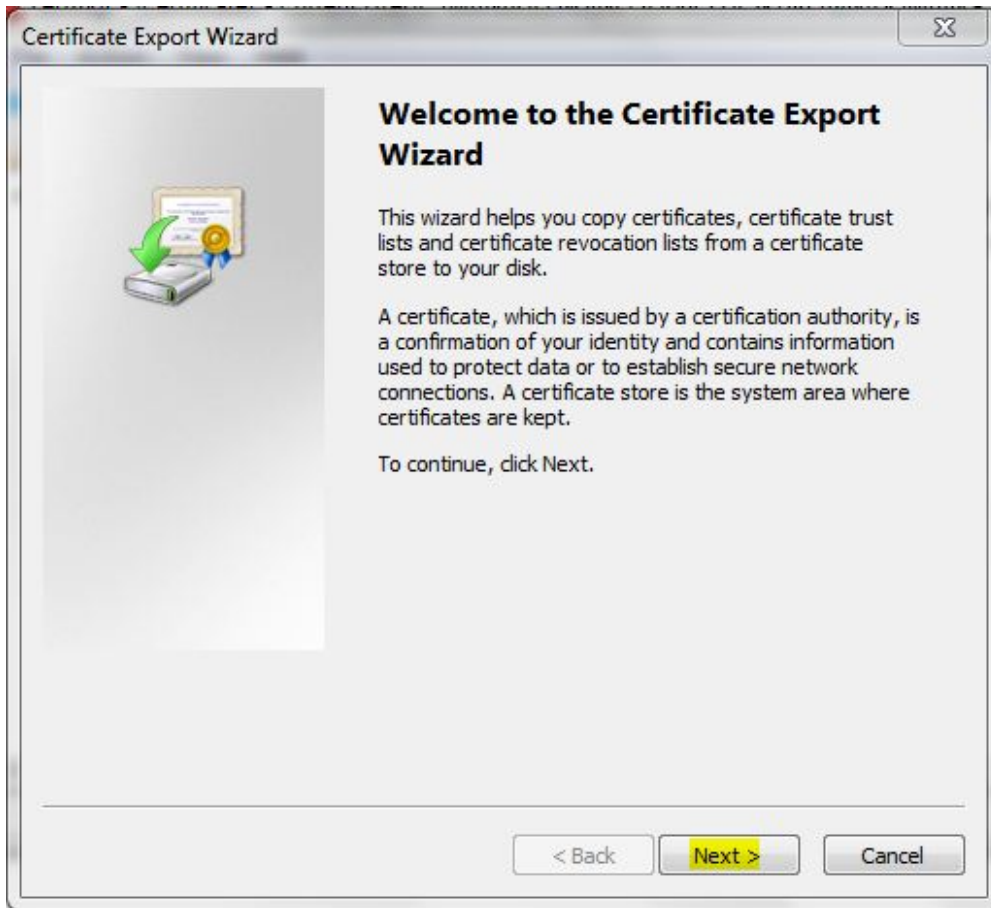 Certificate Export Wizard
Welcome to the Certificate Export
Wizard
This wizard helps you copy certificates, certificate trust
lists and certificate revocation lists from a certificate
store to your disk.
A certificate, which is issued by a certification authority, is
a confirmation of your identity and contains information
used to protect data or to establish secure network
connections. A certificate store is the system area where
certificates are kept.
To continue, click Next.
< Back Next > Cancel